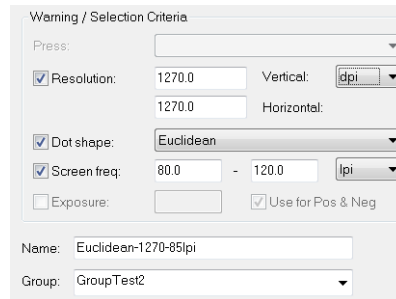 Warning / Selection Criteria
Press:
Resolution: 1270.0 Vertical: dpi
1270.0 Horizontal:
Dot shape: Euclidean
Screen freq: 80.0 - 120.0 lpi
Exposure: Use for Pos & Neg
Name: Euclidean-1270-85lpi
Group: GroupTest2